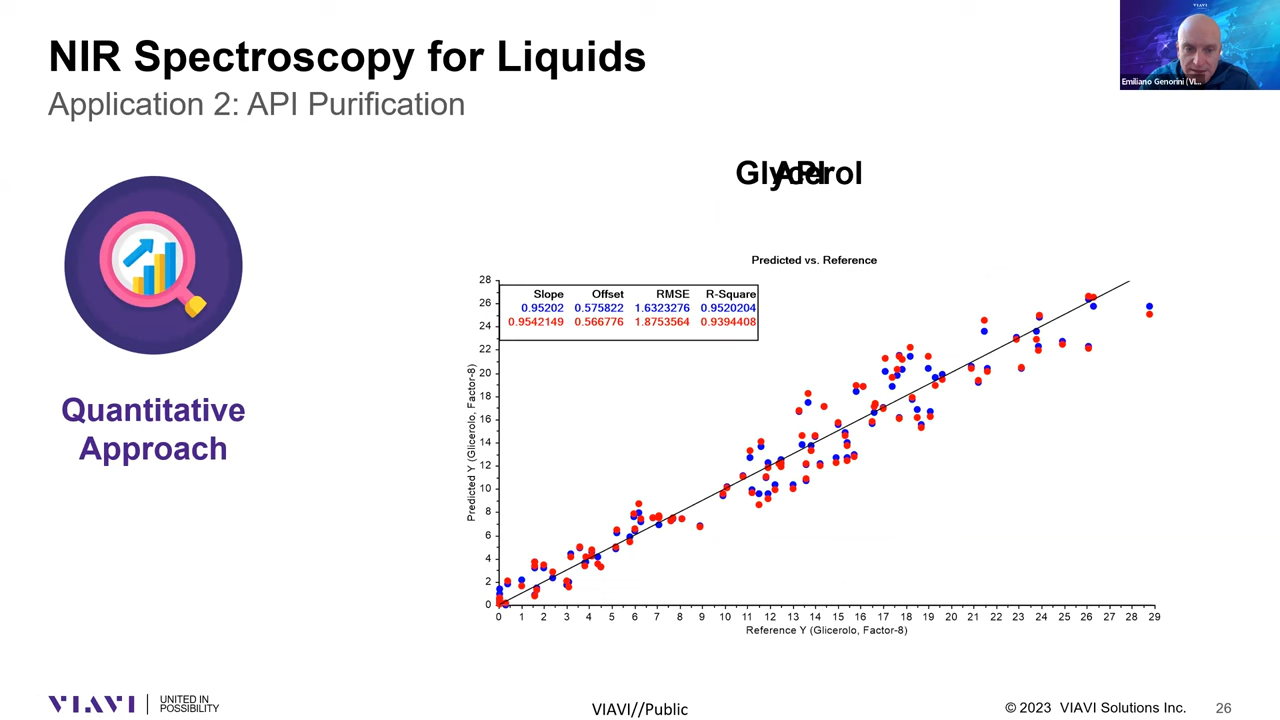 NIR Spectroscopy for Liquids
Application 2: API Purification
VIAVI
Emiliano Genorini (VI...
Quantitative
Approach
Glycerol
API
Predicted vs. Reference
Slope Offset RMSE R-Square
0.95202 0.575822 1.6323276 0.9520204
0.9542149 0.566776 1.8753564 0.9394408
Predicted Y (Glicerolo, Factor-8)
28
26
24
22
20
18
16
14
12
10
8
6
4
2
0
0 1 2 3 4 5 6 7 8 9 10 11 12 13 14 15 16 17 18 19 20 21 22 23 24 25 26 27 28 29
Reference Y (Glicerolo, Factor-8)
VIAVI
UNITED IN
POSSIBILITY
VIAVI//Public
© 2023 VIAVI Solutions Inc.
26